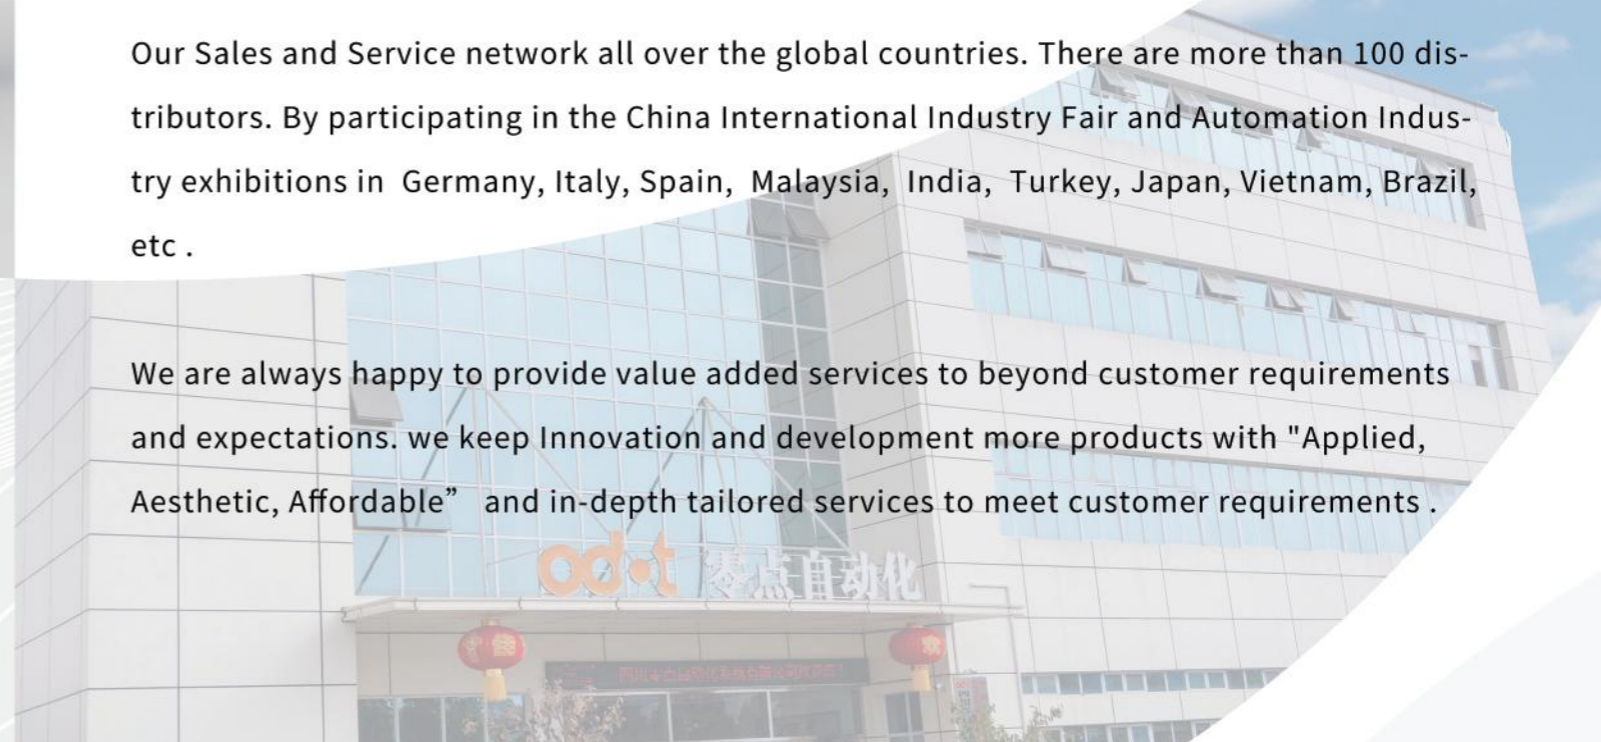 Our Sales and Service network all over the global countries. There are more than 100 dis-
tributors. By participating in the China International Industry Fair and Automation Indus-
try exhibitions in  Germany, Italy, Spain,  Malaysia,  India,  Turkey, Japan, Vietnam, Brazil,
etc .
We are always happy to provide value added services to beyond customer requirements
and expectations. we keep Innovation and development more products with "Applied,
Aesthetic, Affordable”   and in-depth tailored services to meet customer requirements .
odot 零点自动化